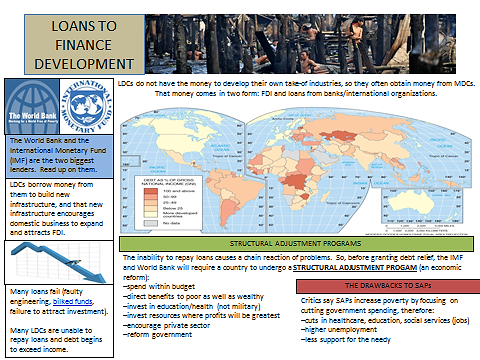 LOANS TO
FINANCE
DEVELOPMENT
LDCs do not have the money to develop their own take-of industries, so they often obtain money from MDCs.
That money comes in two form: FDI and loans from banks/international organizations.
The World Bank
INTERNATIONAL MONETARY FUND
The World Bank and the
International Monetary Fund
(IMF) are the two biggest
lenders. Read up on them.
LDCs borrow money from
them to build new
infrastructure, and that new
infrastructure encourages
domestic business to expand
and attracts FDI.
Many loans fail (faulty
engineering, bilked funds,
failure to attract investment).
Many LDCs are unable to
repay loans and debt begins
to exceed income.
DEBT AS % OF GROSS
NATIONAL INCOME (GNI)
100 and above
50–99
25–49
Below 25
More developed
countries
No data
STRUCTURAL ADJUSTMENT PROGRAMS
The inability to repay loans causes a chain reaction of problems. So, before granting debt relief, the IMF
and World Bank will require a country to undergo a STRUCTURAL ADJUSTMENT PROGAM (an economic
reform):
–spend within budget
–direct benefits to poor as well as wealthy
–invest in education/health (not military)
–invest resources where profits will be greatest
–encourage private sector
–reform government
THE DRAWBACKS TO SAPs
Critics say SAPs increase poverty by focusing on
cutting government spending, therefore:
–cuts in healthcare, education, social services (jobs)
–higher unemployment
–less support for the needy